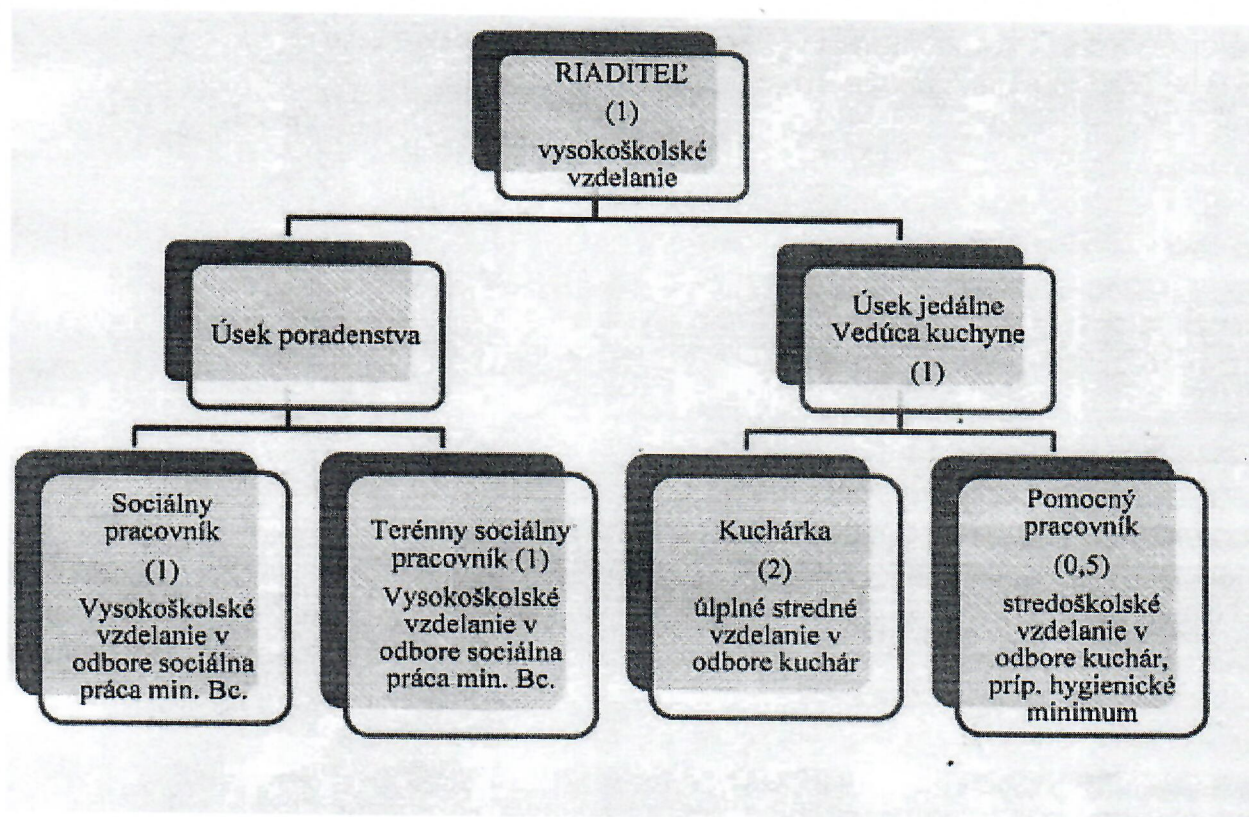 RIADITEĽ
(1)
vysokoškolské
vzdelanie
Úsek poradenstva
Úsek jedálne
Vedúca kuchyne
(1)
Sociálny
pracovník
(1)
Vysokoškolské
vzdelanie v
odbore sociálna
práca min. Bc.
Terénny sociálny
pracovník (1)
Vysokoškolské
vzdelanie v
odbore sociálna
práca min. Bc.
Kuchárka
(2)
úlplné stredné
vzdelanie v
odbore kuchár
Pomocný
pracovník
(0,5)
stredoškolské
vzdelanie v
odbore kuchár,
príp. hygienické
minimum